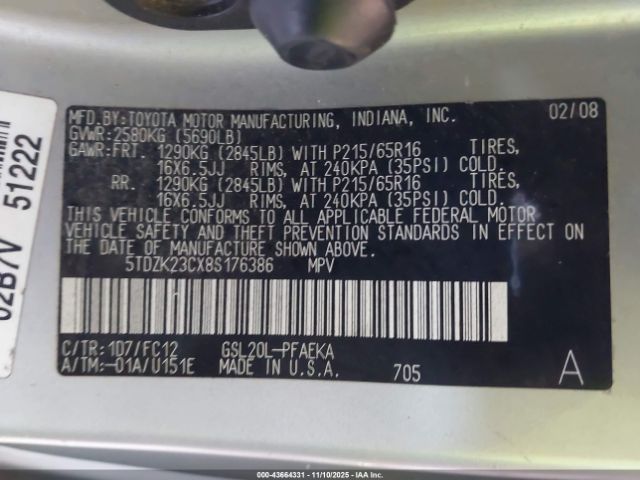 MFD.BY:TOYOTA MOTOR MANUFACTURING, INDIANA, INC. 02/08
GVWR:2580KG (5690LB)
GAWR:FRT. 1290KG (2845LB) WITH P215/65R16 TIRES,
16X6.5JJ RIMS, AT 240KPA (35PSI) COLD.
RR. 1290KG (2845LB) WITH P215/65R16 TIRES,
16X6.5JJ RIMS, AT 240KPA (35PSI) COLD.
THIS VEHICLE CONFORMS TO ALL APPLICABLE FEDERAL MOTOR
VEHICLE SAFETY AND THEFT PREVENTION STANDARDS IN EFFECT ON
THE DATE OF MANUFACTURE SHOWN ABOVE.
5TDZK23CX8S176386 MPV
C/TR:1D7/FC12 GSL20L-PFAEKA
A/TM:-01A/U151E MADE IN U.S.A. 705 A
51222
02B7V
000-43664331 - 11/10/2025 - IAAI.COM